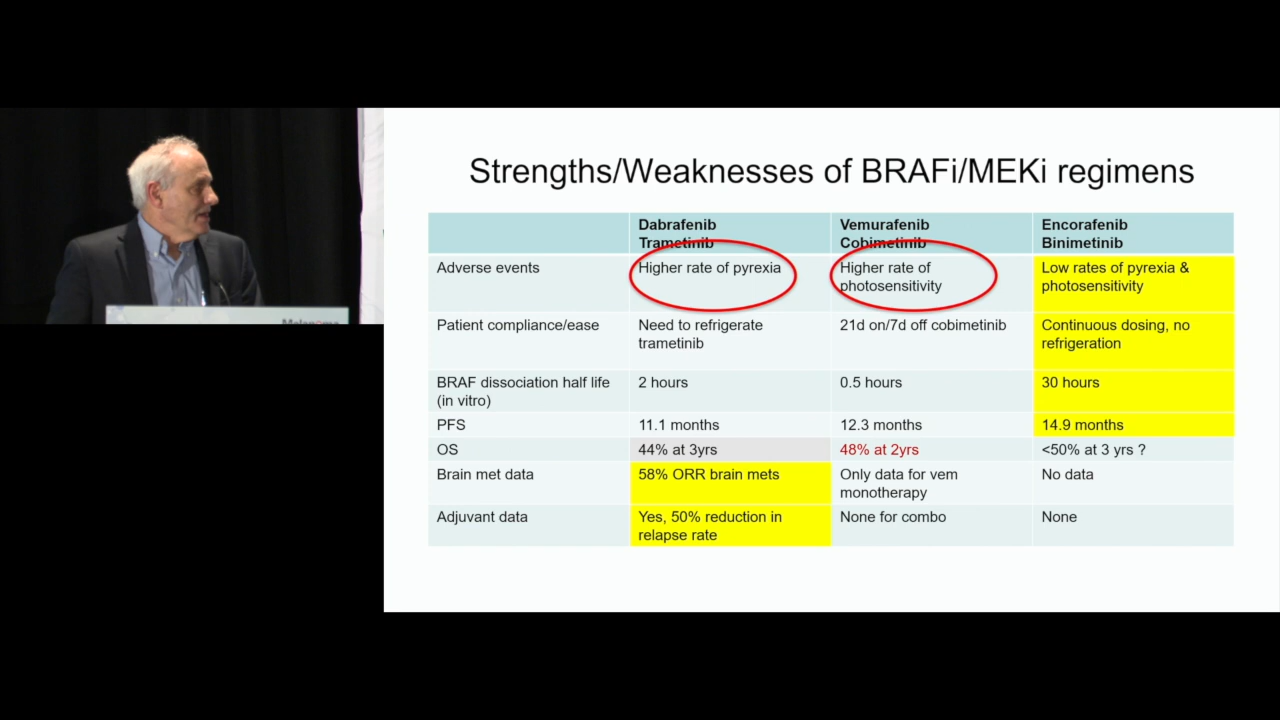 Strengths/Weaknesses of BRAFi/MEKi regimens
Dabrafenib
Trametinib
Vemurafenib
Cobimetinib
Encorafenib
Binimetinib
Adverse events
Higher rate of pyrexia
Higher rate of
photosensitivity
Low rates of pyrexia &
photosensitivity
Patient compliance/ease
Need to refrigerate
trametinib
21d on/7d off cobimetinib
Continuous dosing, no
refrigeration
BRAF dissociation half life
(in vitro)
2 hours
0.5 hours
30 hours
PFS
11.1 months
12.3 months
14.9 months
OS
44% at 3yrs
48% at 2yrs
<50% at 3 yrs ?
Brain met data
58% ORR brain mets
Only data for vem
monotherapy
No data
Adjuvant data
Yes, 50% reduction in
relapse rate
None for combo
None